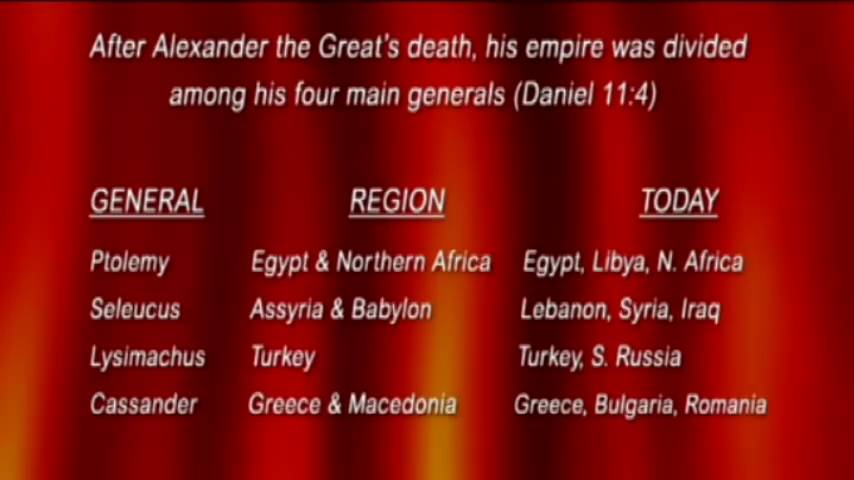 After Alexander the Great's death, his empire was divided
among his four main generals (Daniel 11:4)
GENERAL REGION TODAY
Ptolemy Egypt & Northern Africa Egypt, Libya, N. Africa
Seleucus Assyria & Babylon Lebanon, Syria, Iraq
Lysimachus Turkey Turkey, S. Russia
Cassander Greece & Macedonia Greece, Bulgaria, Romania